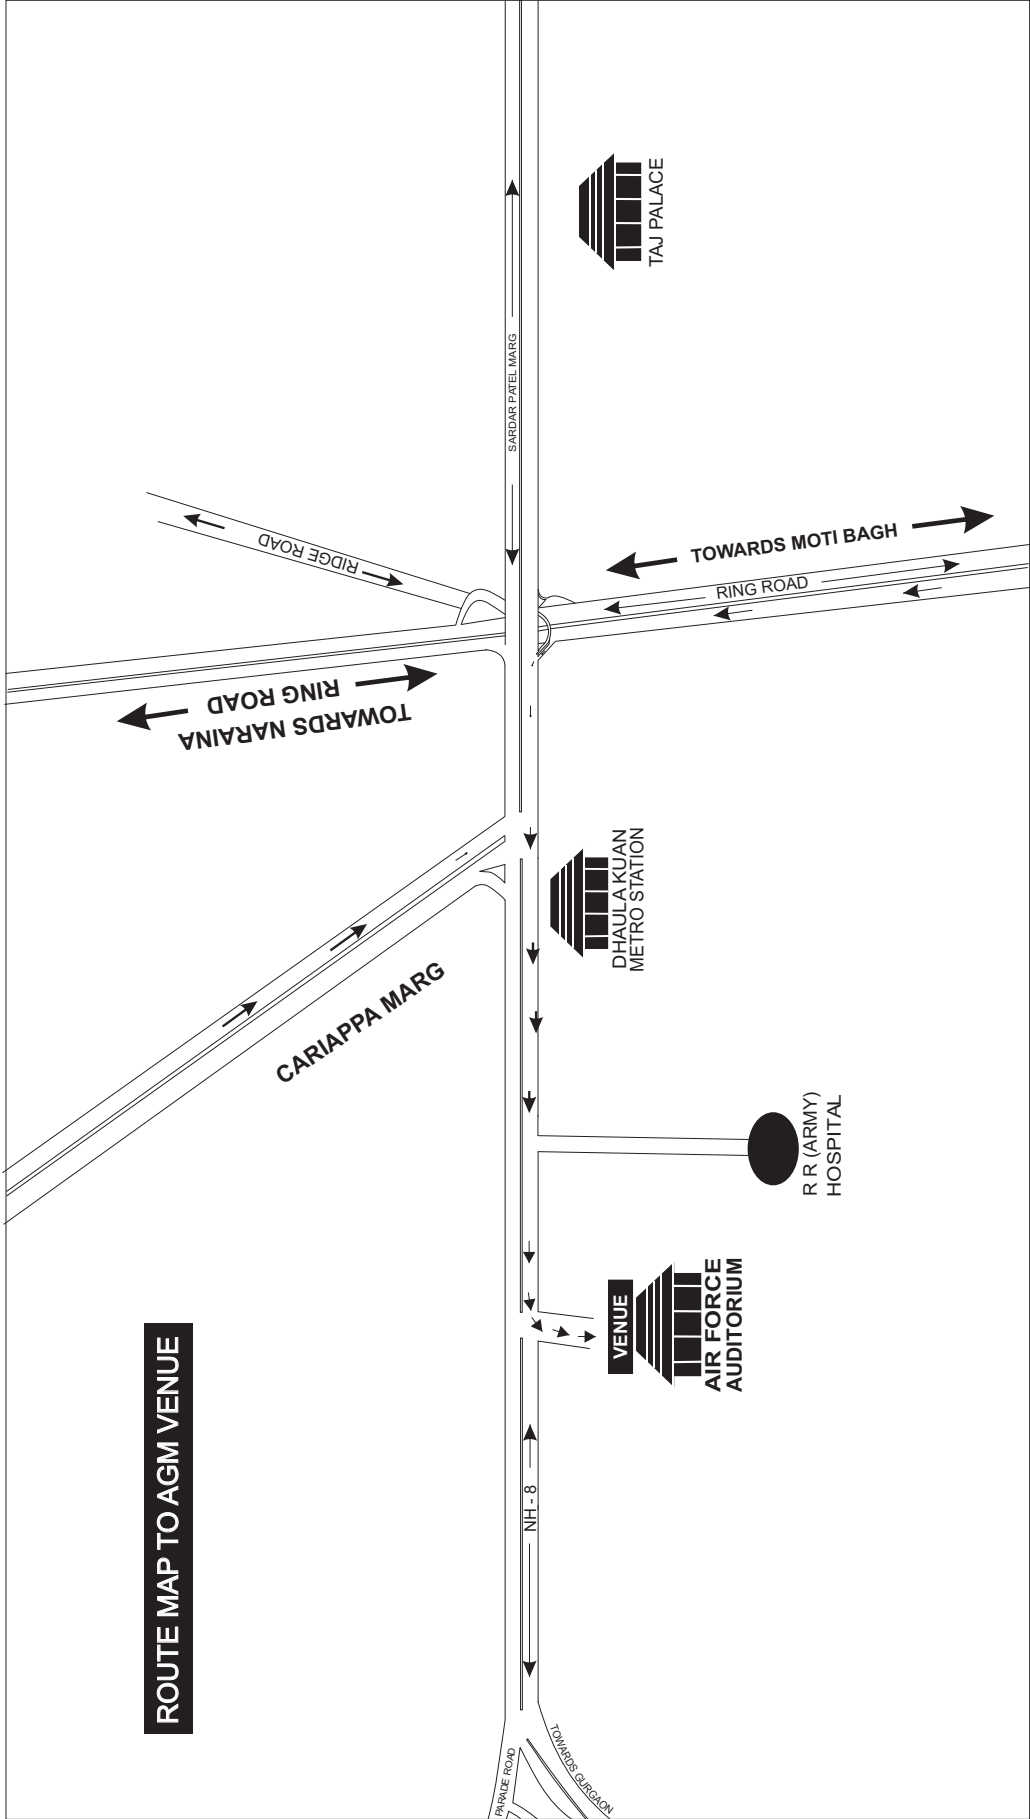 ROUTE MAP TO AGM VENUE
PARADE ROAD
TOWARDS GURGAON
NH - 8
VENUE
AIR FORCE
AUDITORIUM
R R (ARMY)
HOSPITAL
CARIAPPA MARG
DHAULA KUAN
METRO STATION
TOWARDS NARAINA
RING ROAD
RIDGE ROAD
RING ROAD
TOWARDS MOTI BAGH
SARDAR PATEL MARG
TAJ PALACE